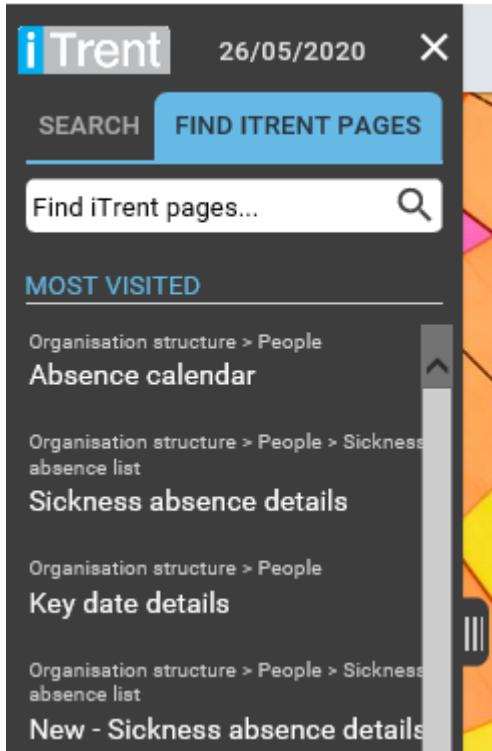 iTrent 26/05/2020
SEARCH FIND ITRENT PAGES
Find iTrent pages...
MOST VISITED
Organisation structure > People
Absence calendar
Organisation structure > People > Sickness
absence list
Sickness absence details
Organisation structure > People
Key date details
Organisation structure > People > Sickness
absence list
New - Sickness absence details